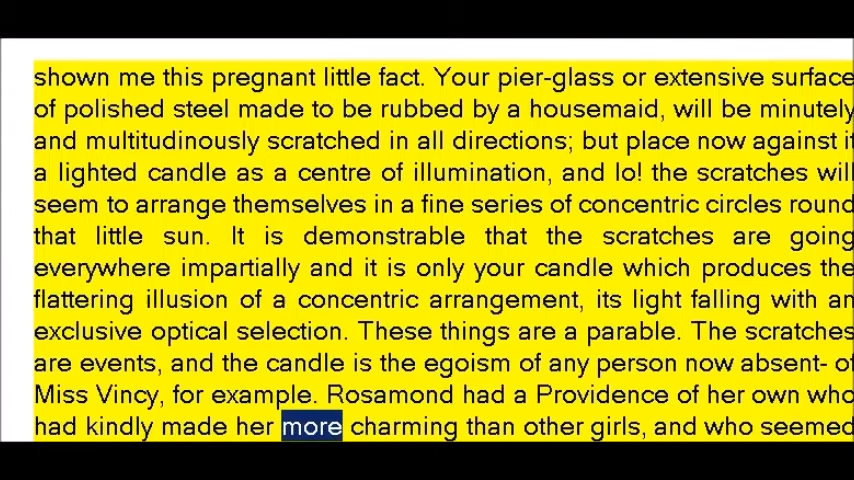 shown me this pregnant little fact. Your pier-glass or extensive surface
of polished steel made to be rubbed by a housemaid, will be minutely
and multitudinously scratched in all directions; but place now against it
a lighted candle as a centre of illumination, and lo! the scratches will
seem to arrange themselves in a fine series of concentric circles round
that little sun. It is demonstrable that the scratches are going
everywhere impartially and it is only your candle which produces the
flattering illusion of a concentric arrangement, its light falling with an
exclusive optical selection. These things are a parable. The scratches
are events, and the candle is the egoism of any person now absent- of
Miss Vincy, for example. Rosamond had a Providence of her own who
had kindly made her more charming than other girls, and who seemed